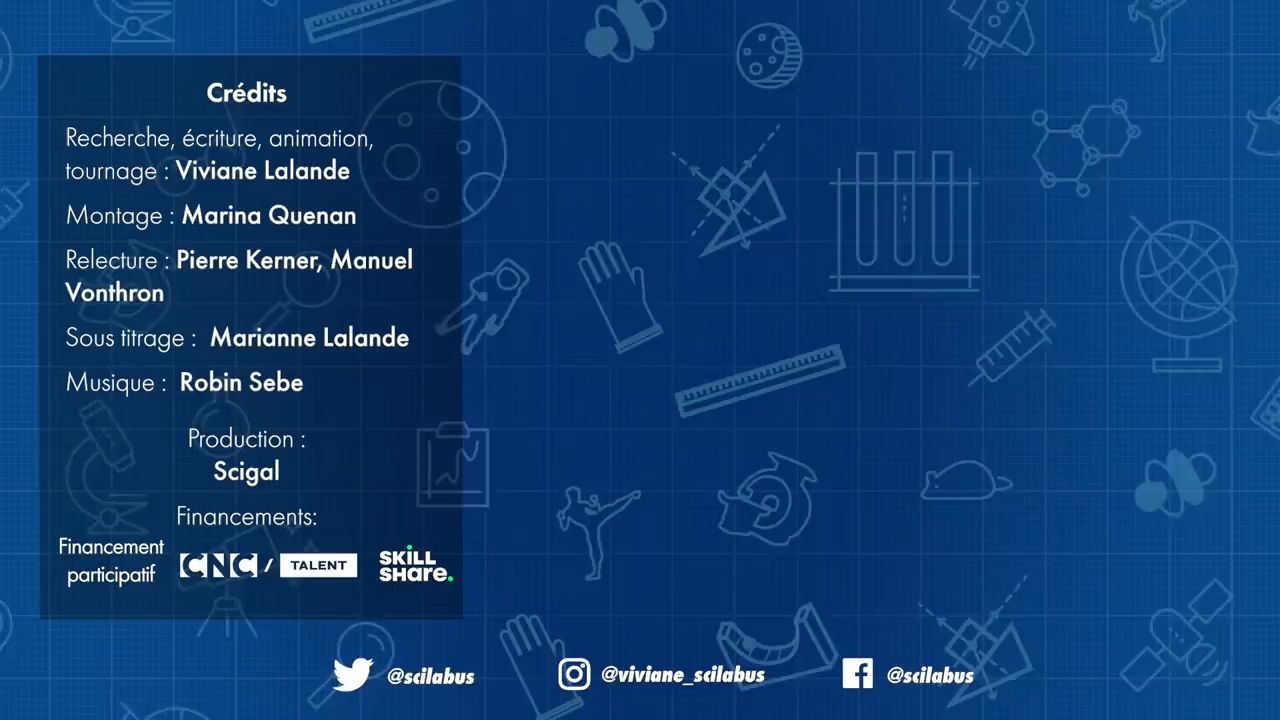 Crédits
Recherche, écriture, animation,
tournage : Viviane Lalande
Montage : Marina Quenan
Relecture : Pierre Kerner, Manuel
Vonthron
Sous titrage : Marianne Lalande
Musique : Robin Sebe
Production :
Scigal
Financements:
Financement
participatif
CNC / TALENT
SKILL
SHare.
@scilabus
@viviane_scilabus
@scilabus